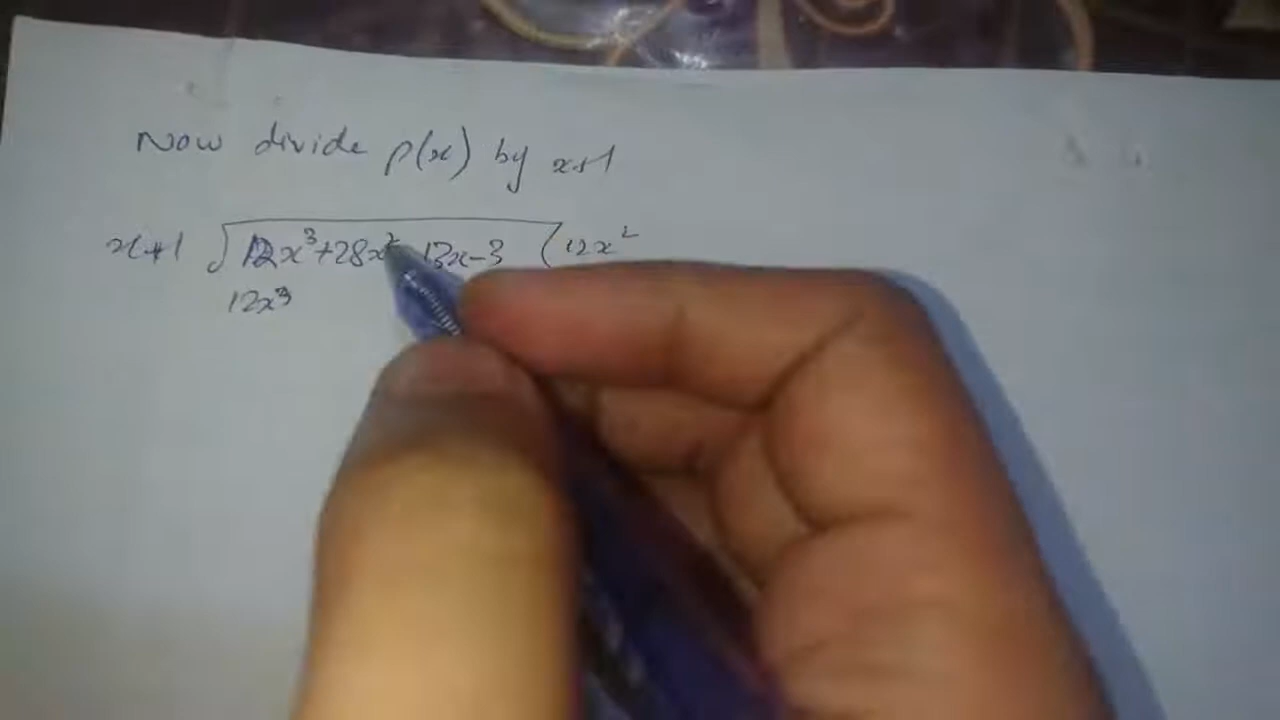 Now divide p(x) by x+1
x+1 12x³+28x² 13x-3 (12x²
12x³